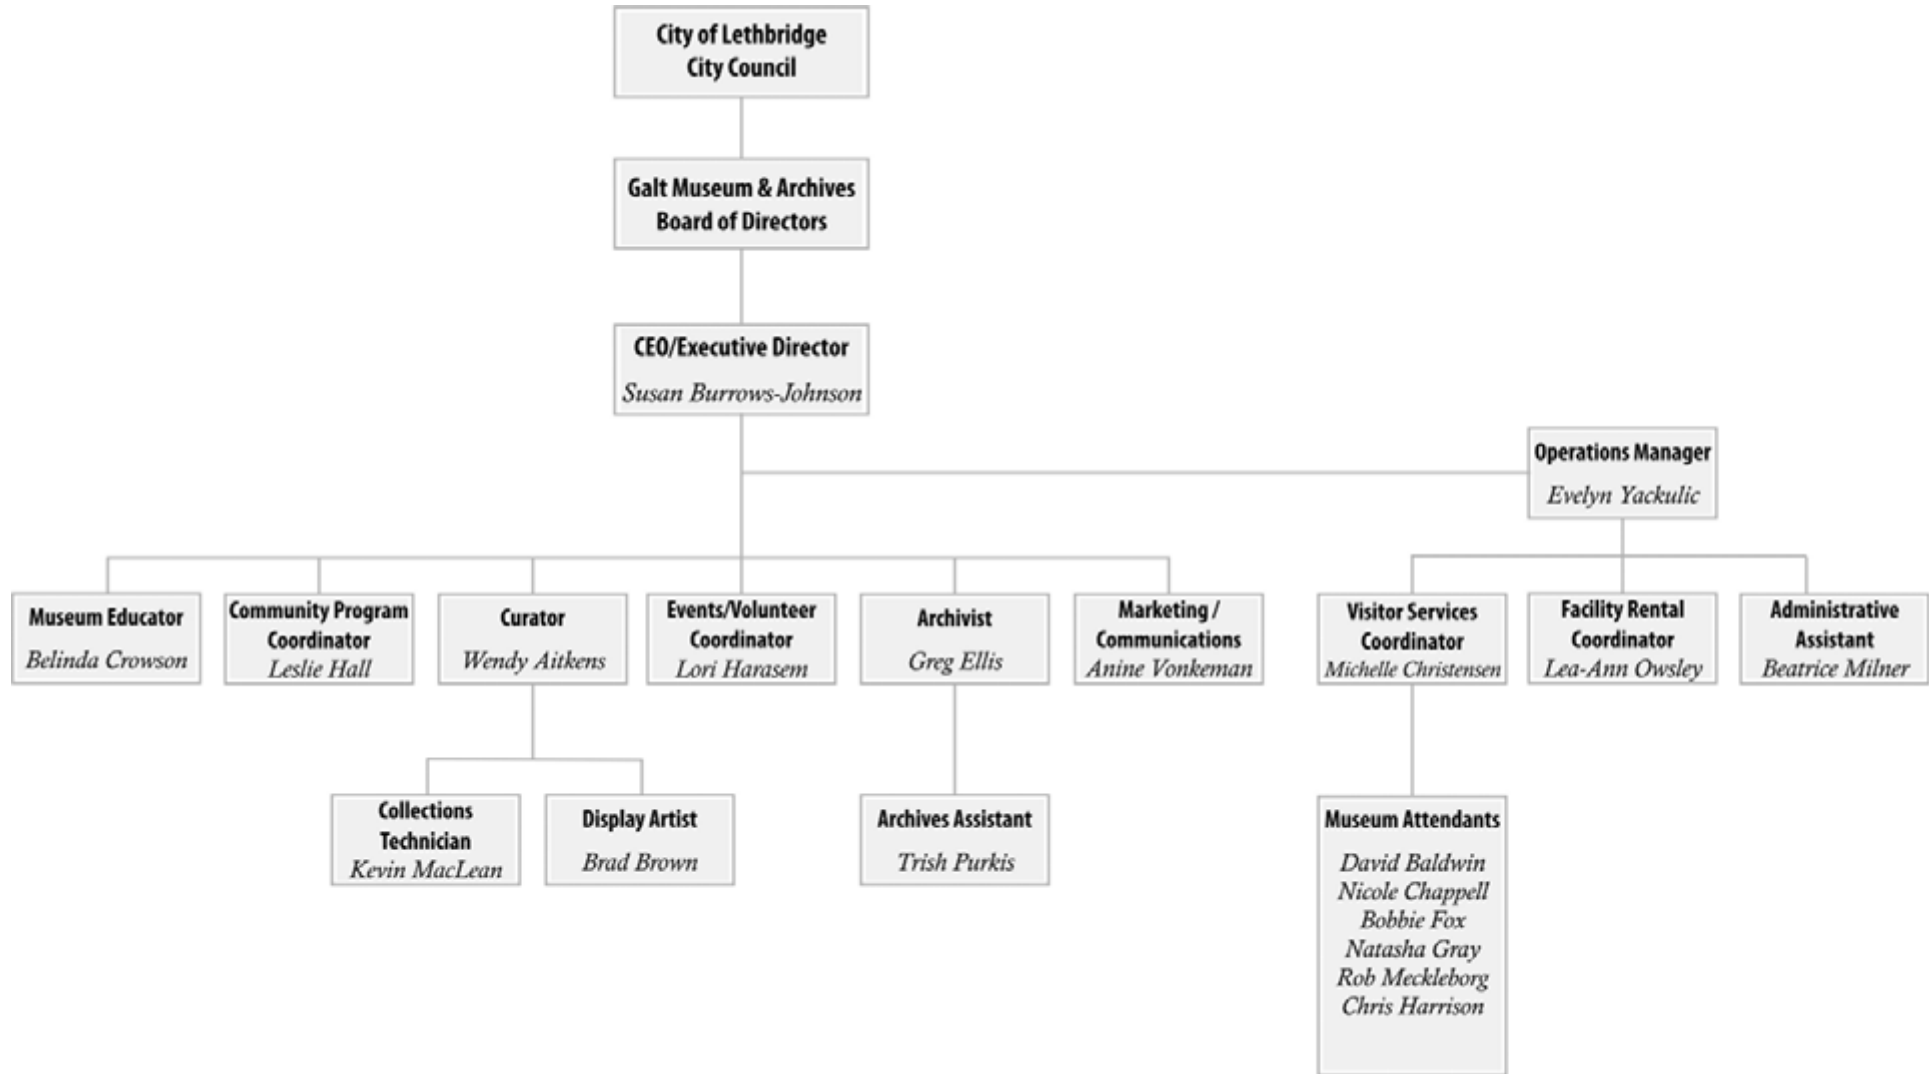 City of Lethbridge
City Council
Galt Museum & Archives
Board of Directors
CEO/Executive Director
Susan Burrows-Johnson
Operations Manager
Evelyn Yackulic
Museum Educator
Belinda Crowson
Community Program
Coordinator
Leslie Hall
Curator
Wendy Aitkens
Events/Volunteer
Coordinator
Lori Harasem
Archivist
Greg Ellis
Marketing /
Communications
Anine Vonkeman
Visitor Services
Coordinator
Michelle Christensen
Facility Rental
Coordinator
Lea-Ann Owsley
Administrative
Assistant
Beatrice Milner
Collections
Technician
Kevin MacLean
Display Artist
Brad Brown
Archives Assistant
Trish Purkis
Museum Attendants
David Baldwin
Nicole Chappell
Bobbie Fox
Natasha Gray
Rob Meckleborg
Chris Harrison